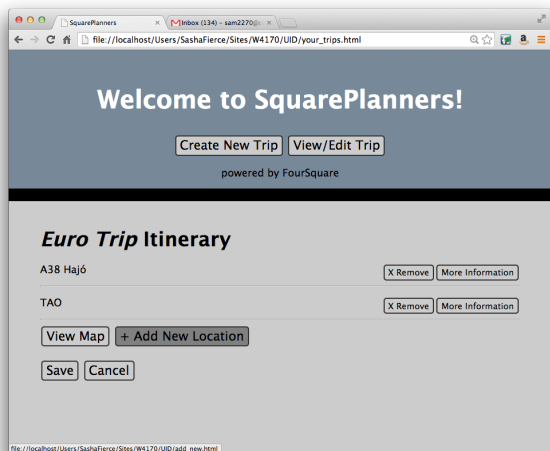 SquarePlanners
Inbox (134) – sam2270@c
file://localhost/Users/SashaFierce/Sites/W4170/UID/your_trips.html
Welcome to SquarePlanners!
Create New Trip View/Edit Trip
powered by FourSquare
Euro Trip Itinerary
A38 Hajó X Remove More Information
TAO X Remove More Information
View Map + Add New Location
Save Cancel
file://localhost/Users/SashaFierce/Sites/W4170/UID/add_new.html